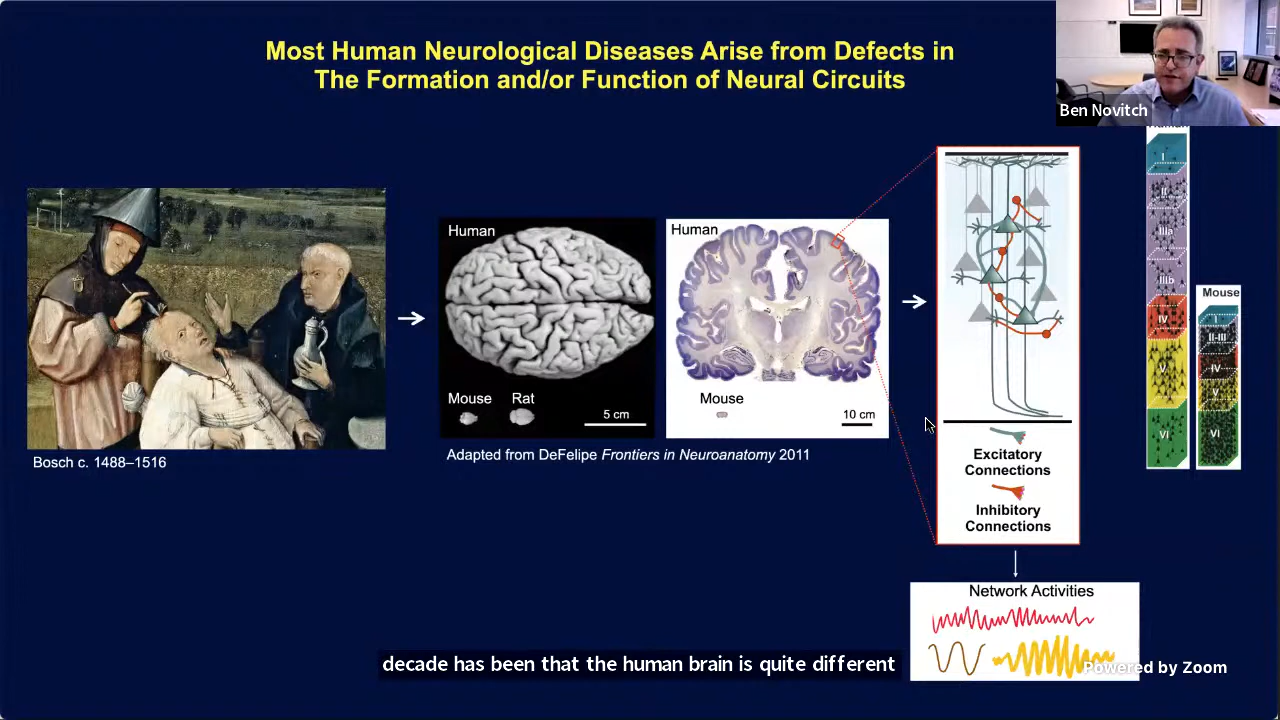 Most Human Neurological Diseases Arise from Defects in
The Formation and/or Function of Neural Circuits
Ben Novitch
Bosch c. 1488–1516
Human
Mouse Rat
5 cm
Human
Mouse
10 cm
Adapted from DeFelipe Frontiers in Neuroanatomy 2011
Excitatory
Connections
Inhibitory
Connections
I
II
IIIa
IIIb
IV
V
VI
Mouse
I
II-III
IV
V
VI
Network Activities
decade has been that the human brain is quite different
Powered by Zoom